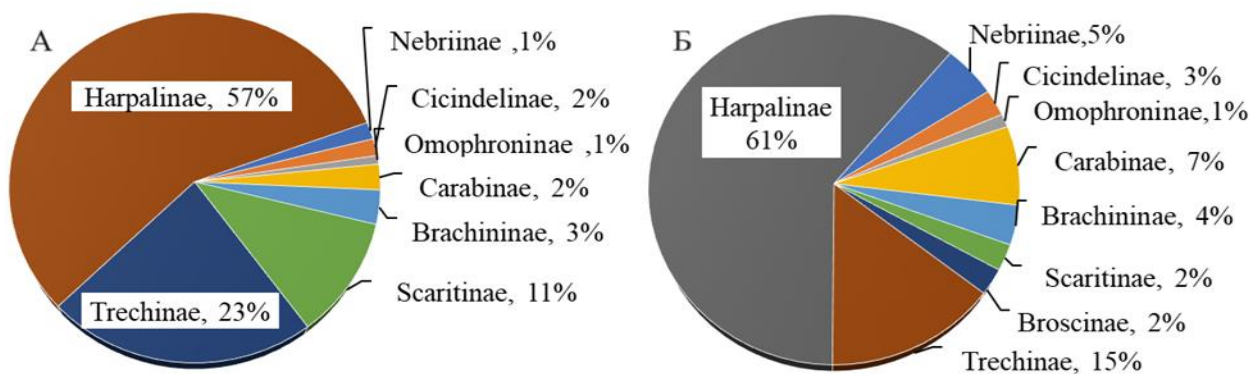 А
Nebriinae ,1%
Harpalinae, 57%
Cicindelinae, 2%
Omophroninae ,1%
Carabinae, 2%
Brachininae, 3%
Scaritinae, 11%
Trechinae, 23%
Б
Nebriinae,5%
Cicindelinae, 3%
Omophroninae,1%
Harpalinae
61%
Carabinae, 7%
Brachininae, 4%
Scaritinae, 2%
Broscinae, 2%
Trechinae, 15%